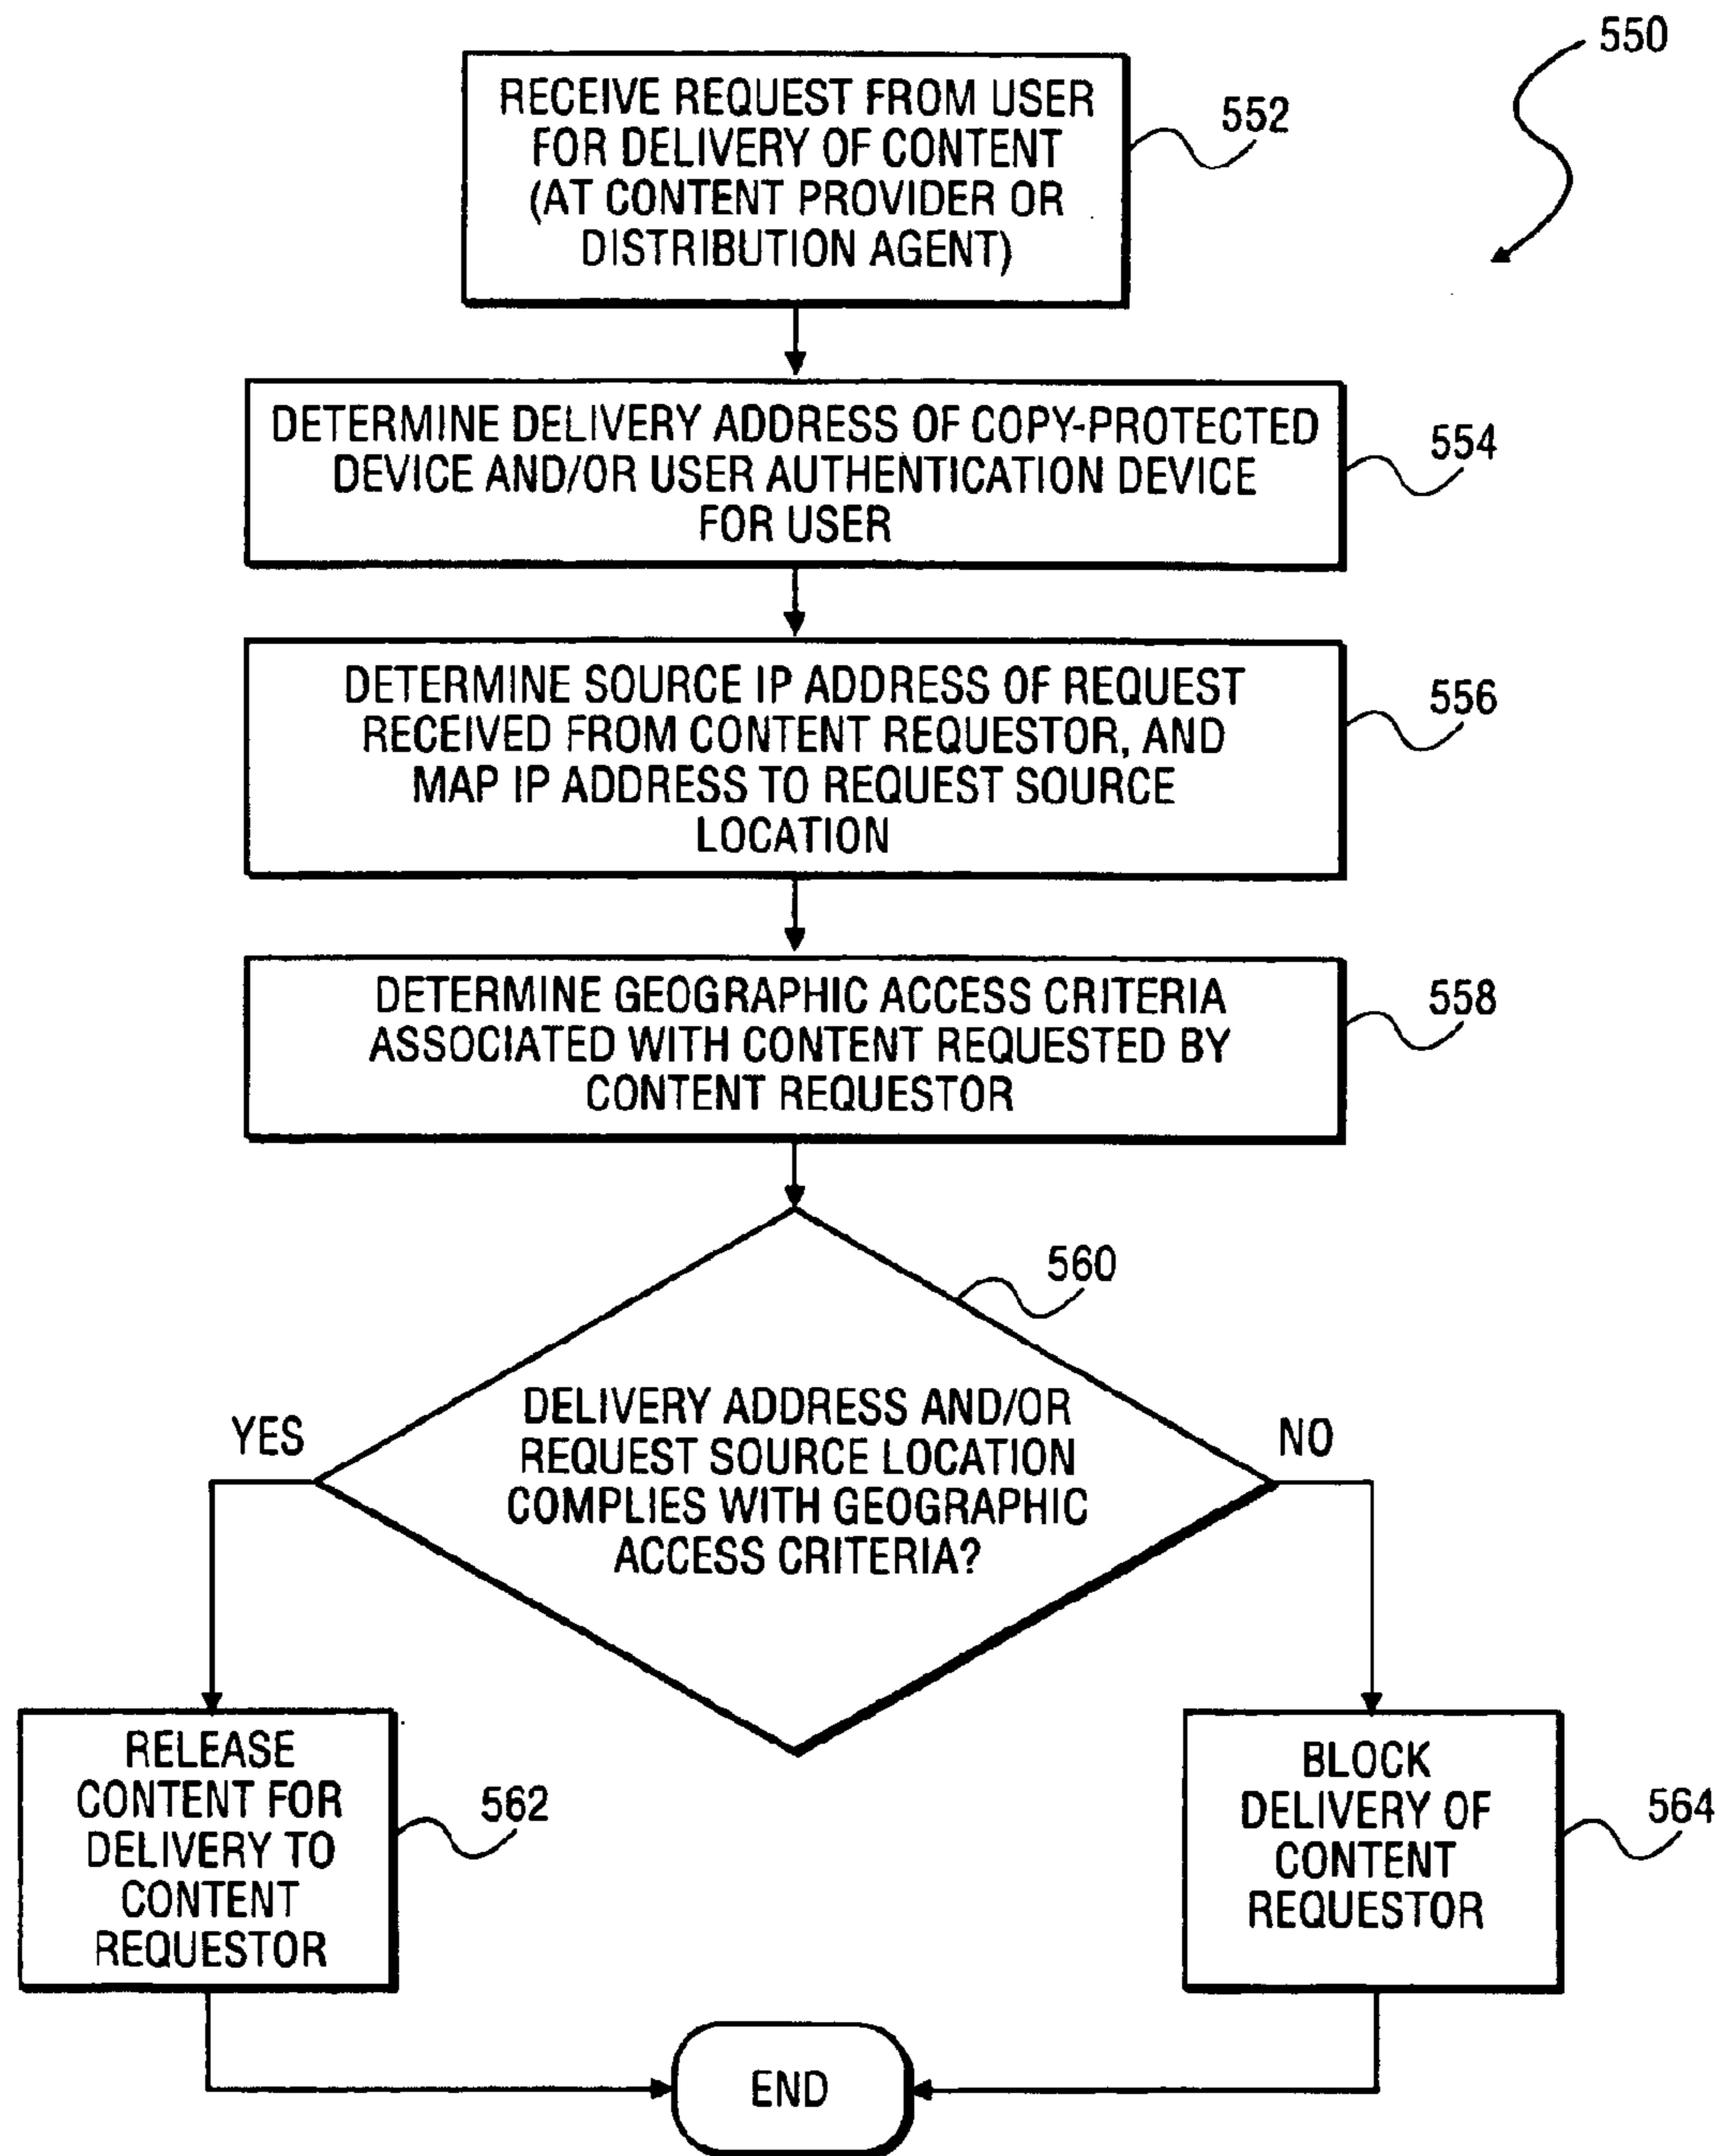 550
RECEIVE REQUEST FROM USER
FOR DELIVERY OF CONTENT
(AT CONTENT PROVIDER OR
DISTRIBUTION AGENT)
552
DETERMINE DELIVERY ADDRESS OF COPY-PROTECTED
DEVICE AND/OR USER AUTHENTICATION DEVICE
FOR USER
554
DETERMINE SOURCE IP ADDRESS OF REQUEST
RECEIVED FROM CONTENT REQUESTOR, AND
MAP IP ADDRESS TO REQUEST SOURCE
LOCATION
556
DETERMINE GEOGRAPHIC ACCESS CRITERIA
ASSOCIATED WITH CONTENT REQUESTED BY
CONTENT REQUESTOR
558
560
DELIVERY ADDRESS AND/OR
REQUEST SOURCE LOCATION
COMPLIES WITH GEOGRAPHIC
ACCESS CRITERIA?
YES
NO
RELEASE
CONTENT FOR
DELIVERY TO
CONTENT
REQUESTOR
562
BLOCK
DELIVERY OF
CONTENT
REQUESTOR
564
END